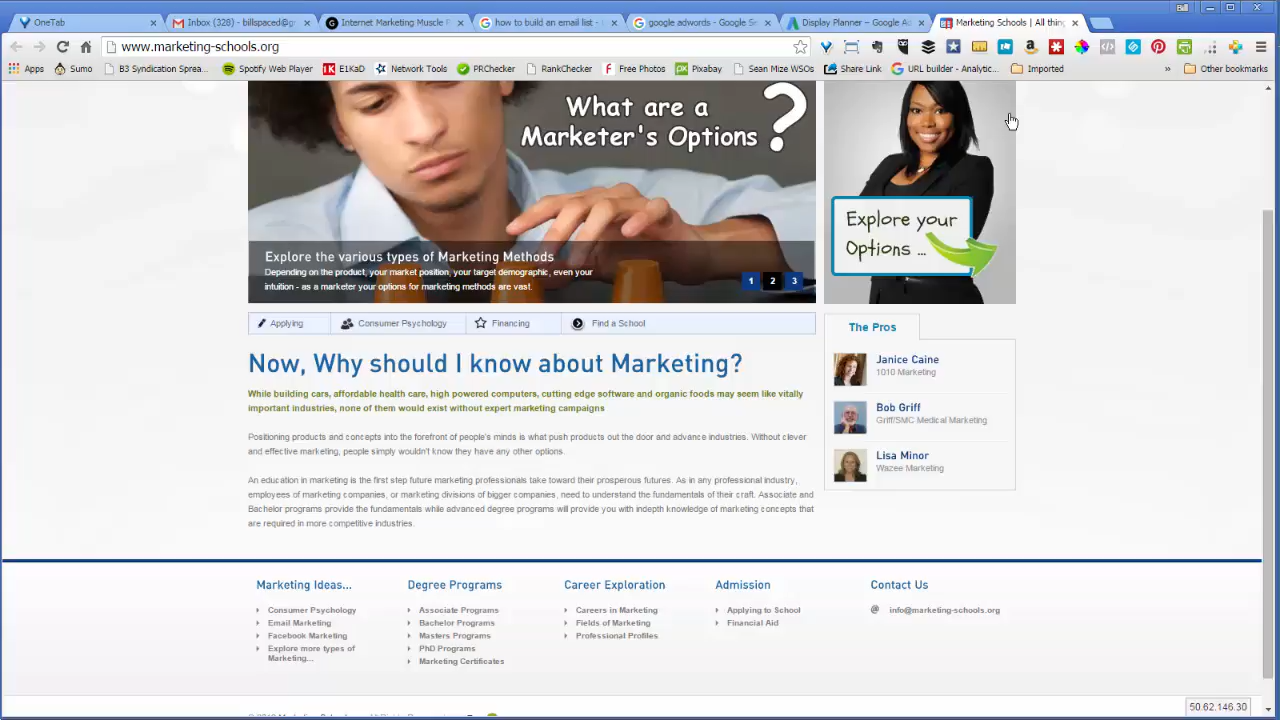 OneTab
Inbox (328) - billspaced@gr
Internet Marketing Muscle F
how to build an email list -
google adwords - Google Se
Display Planner – Google Ad
Marketing Schools | All thing
www.marketing-schools.org
Apps
Sumo
B3 Syndication Sprea...
Spotify Web Player
E1KaD
Network Tools
PRChecker
RankChecker
Free Photos
Pixabay
Sean Mize WSOs
Share Link
URL builder - Analytic...
Imported
»
Other bookmarks
What are a
Marketer's Options ?
Explore the various types of Marketing Methods
Depending on the product, your market position, your target demographic, even your
intuition - as a marketer your options for marketing methods are vast.
1 2 3
Explore your
Options ...
Applying
Consumer Psychology
Financing
Find a School
The Pros
Janice Caine
1010 Marketing
Bob Griff
Griff/SMC Medical Marketing
Lisa Minor
Wazee Marketing
Now, Why should I know about Marketing?
While building cars, affordable health care, high powered computers, cutting edge software and organic foods may seem like vitally
important industries, none of them would exist without expert marketing campaigns
Positioning products and concepts into the forefront of people's minds is what push products out the door and advance industries. Without clever
and effective marketing, people simply wouldn't know they have any other options.
An education in marketing is the first step future marketing professionals take toward their prosperous futures. As in any professional industry,
employees of marketing companies, or marketing divisions of bigger companies, need to understand the fundamentals of their craft. Associate and
Bachelor programs provide the fundamentals while advanced degree programs will provide you with indepth knowledge of marketing concepts that
are required in more competitive industries.
Marketing Ideas...
Consumer Psychology
Email Marketing
Facebook Marketing
Explore more types of
Marketing...
Degree Programs
Associate Programs
Bachelor Programs
Masters Programs
PhD Programs
Marketing Certificates
Career Exploration
Careers in Marketing
Fields of Marketing
Professional Profiles
Admission
Applying to School
Financial Aid
Contact Us
@ info@marketing-schools.org
50.62.146.30